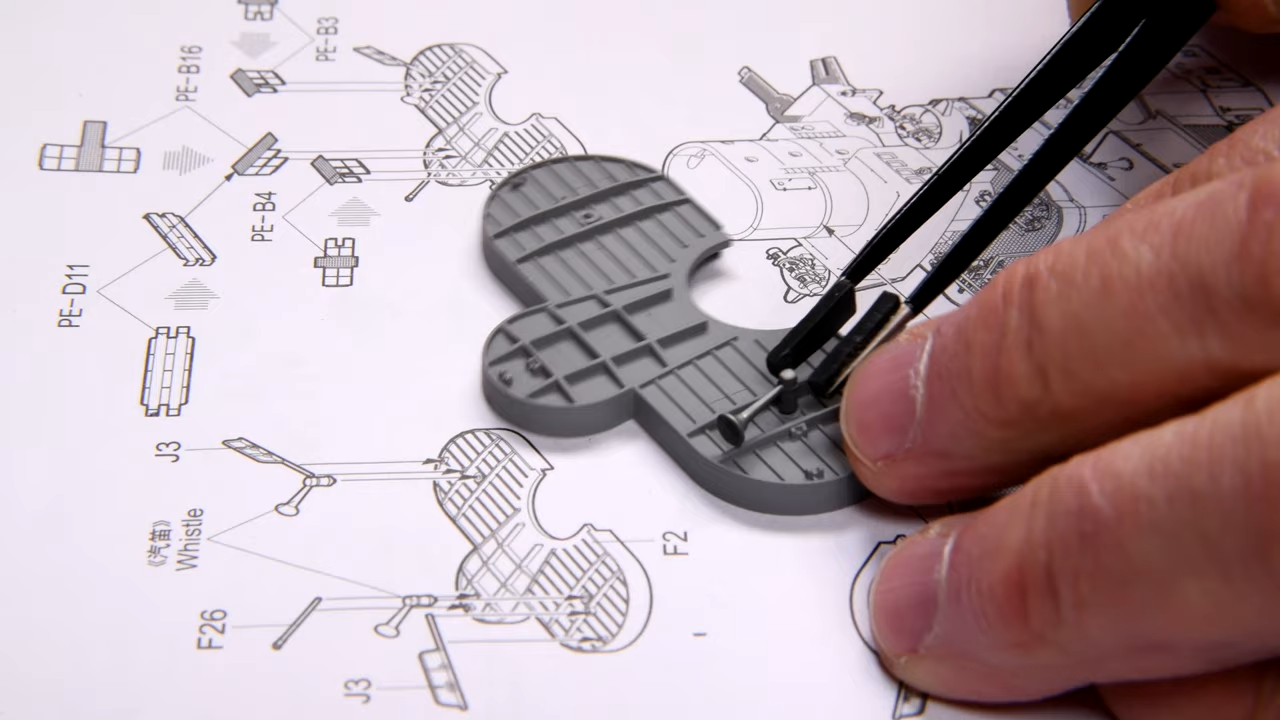 PE-B3
PE-B16
PE-B4
PE-D11
J3
《汽笛》
Whistle
F2
F26
J3